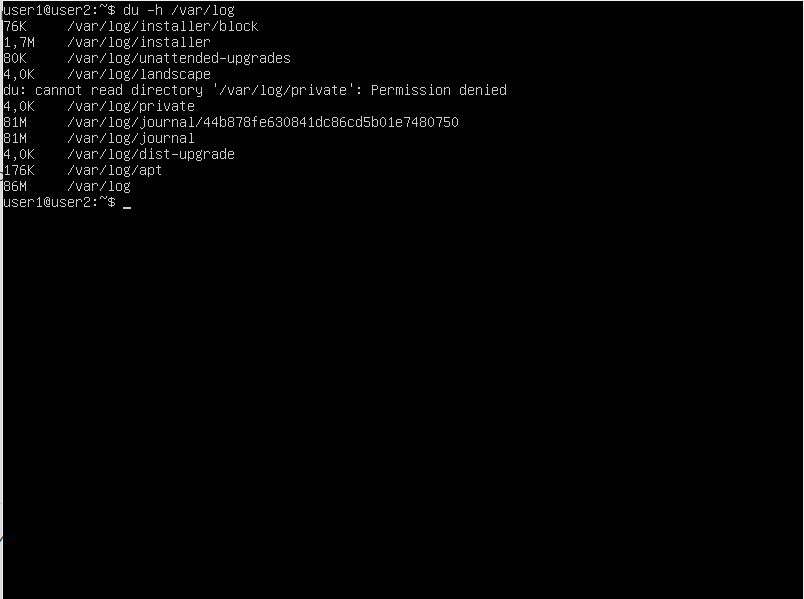 user1@user2:~$ du -h /var/log
76K /var/log/installer/block
1,7M /var/log/installer
80K /var/log/unattended-upgrades
4,0K /var/log/landscape
du: cannot read directory '/var/log/private': Permission denied
4,0K /var/log/private
81M /var/log/journal/44b878fe630841dc86cd5b01e7480750
81M /var/log/journal
4,0K /var/log/dist-upgrade
176K /var/log/apt
86M /var/log
user1@user2:~$ _